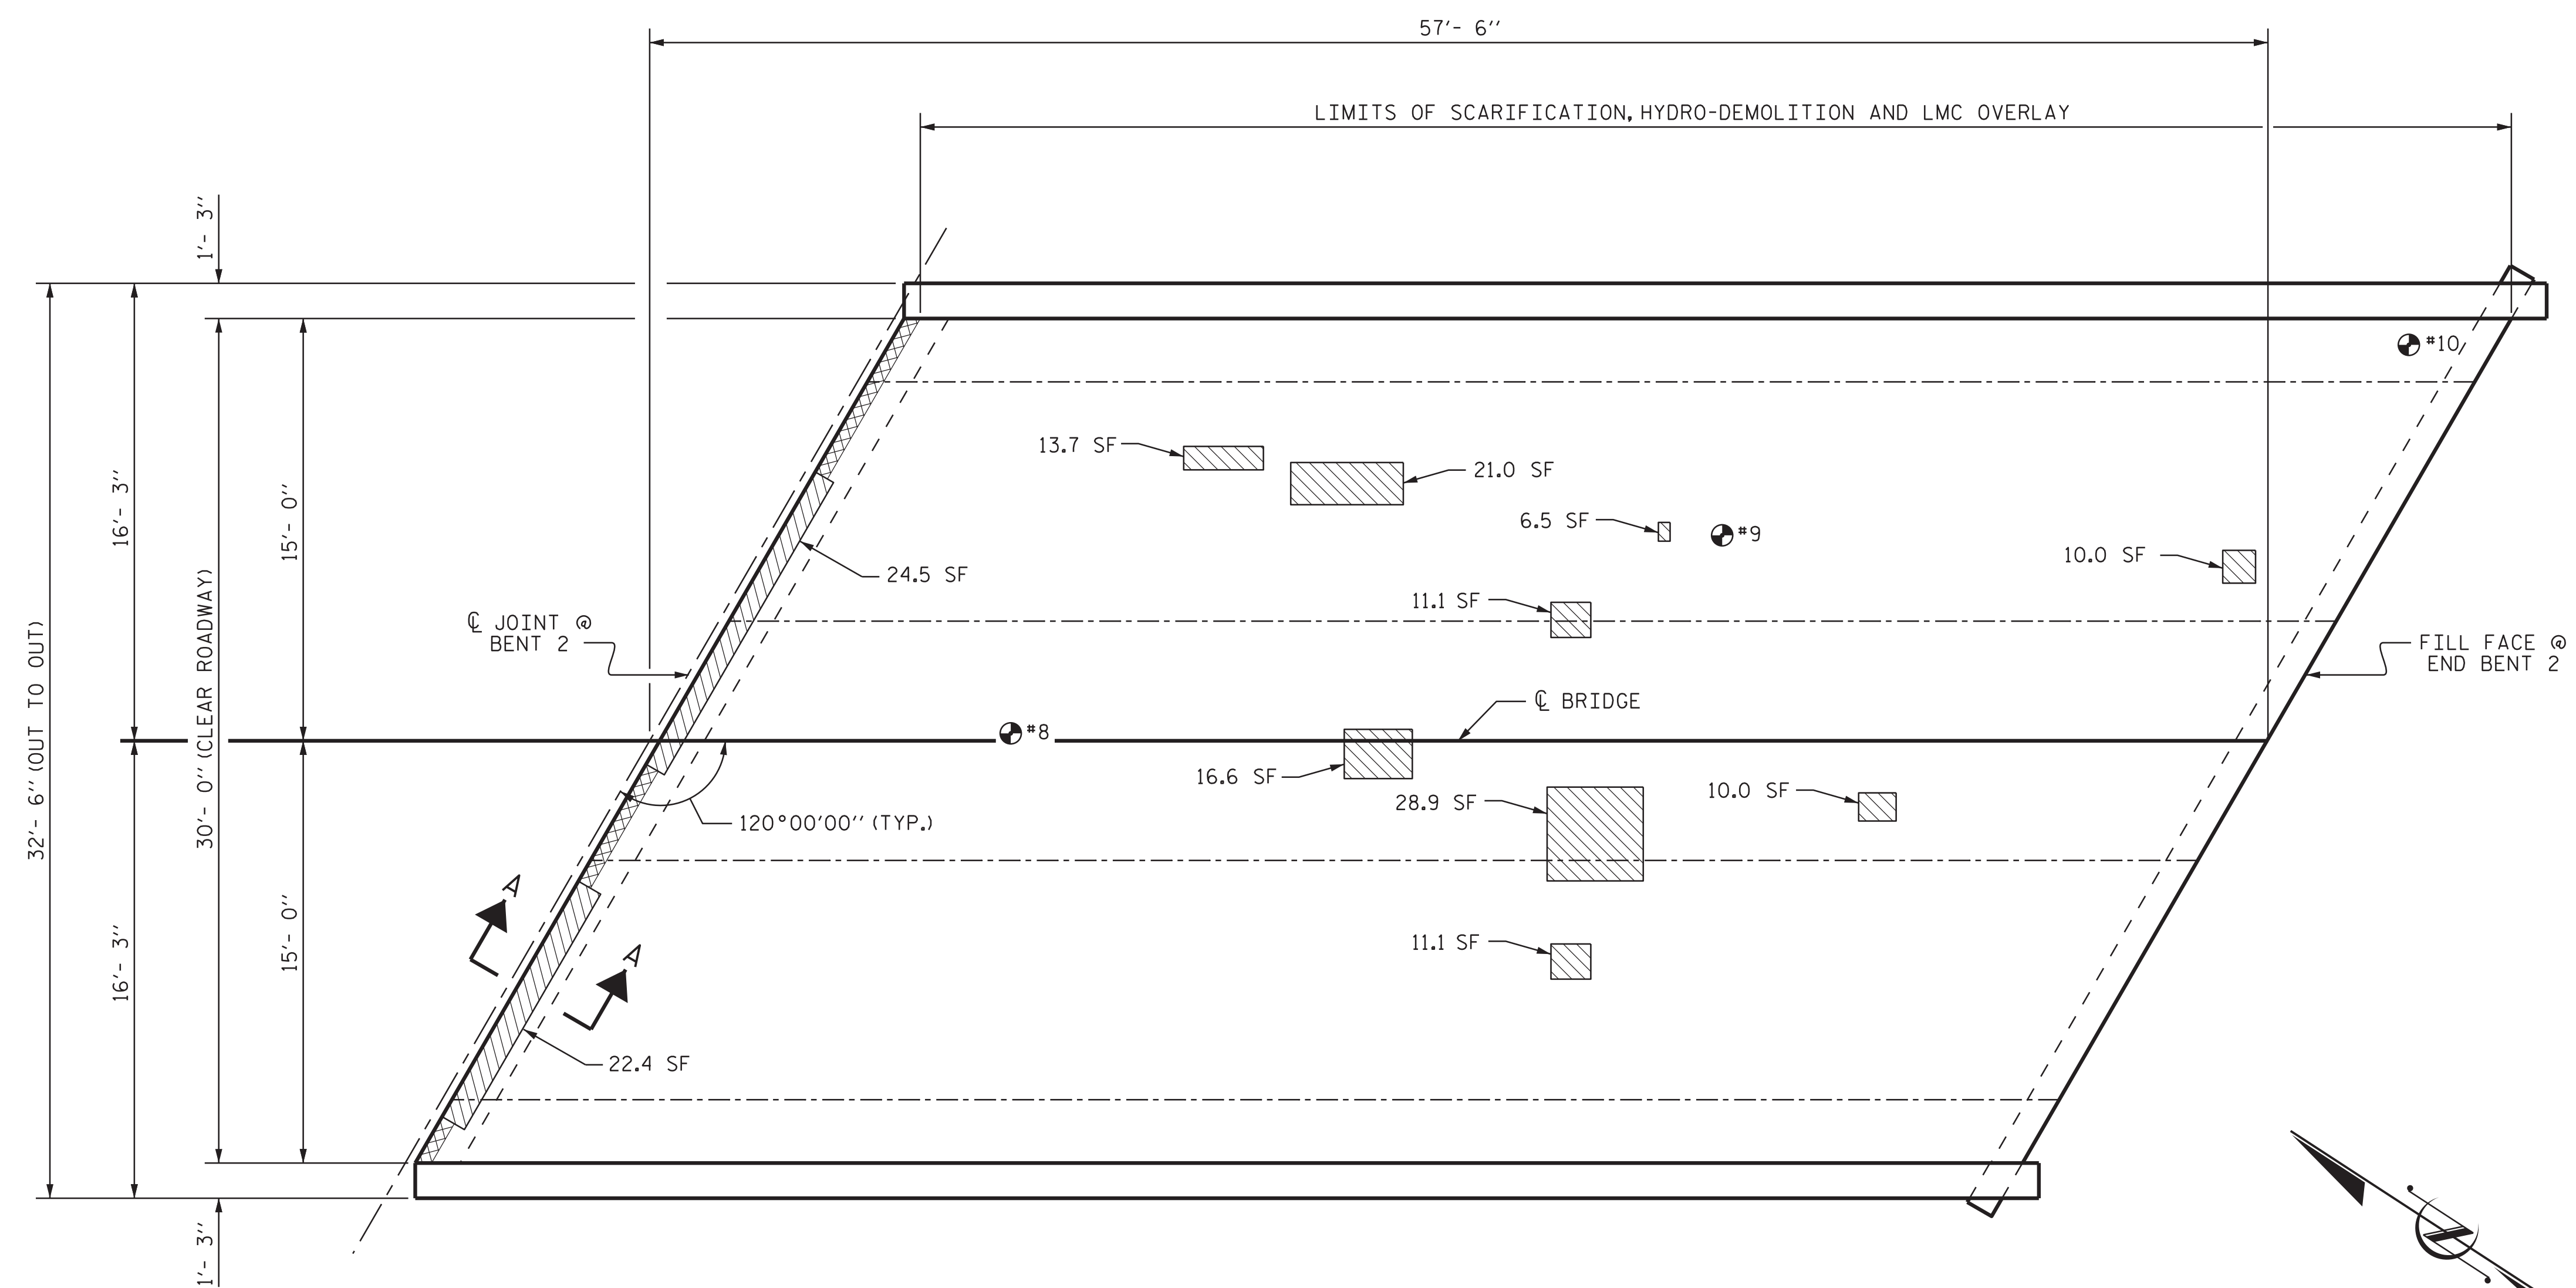 57'- 6''
LIMITS OF SCARIFICATION, HYDRO-DEMOLITION AND LMC OVERLAY
1'- 3''
#10
13.7 SF
21.0 SF
16'- 3''
15'- 0''
6.5 SF
#9
10.0 SF
24.5 SF
11.1 SF
℄ JOINT @
BENT 2
FILL FACE @
END BENT 2
32'- 6'' (OUT TO OUT)
30'- 0'' (CLEAR ROADWAY)
℄ BRIDGE
#8
16.6 SF
28.9 SF
10.0 SF
120°00'00'' (TYP.)
A
A
16'- 3''
15'- 0''
11.1 SF
22.4 SF
1'- 3''
N